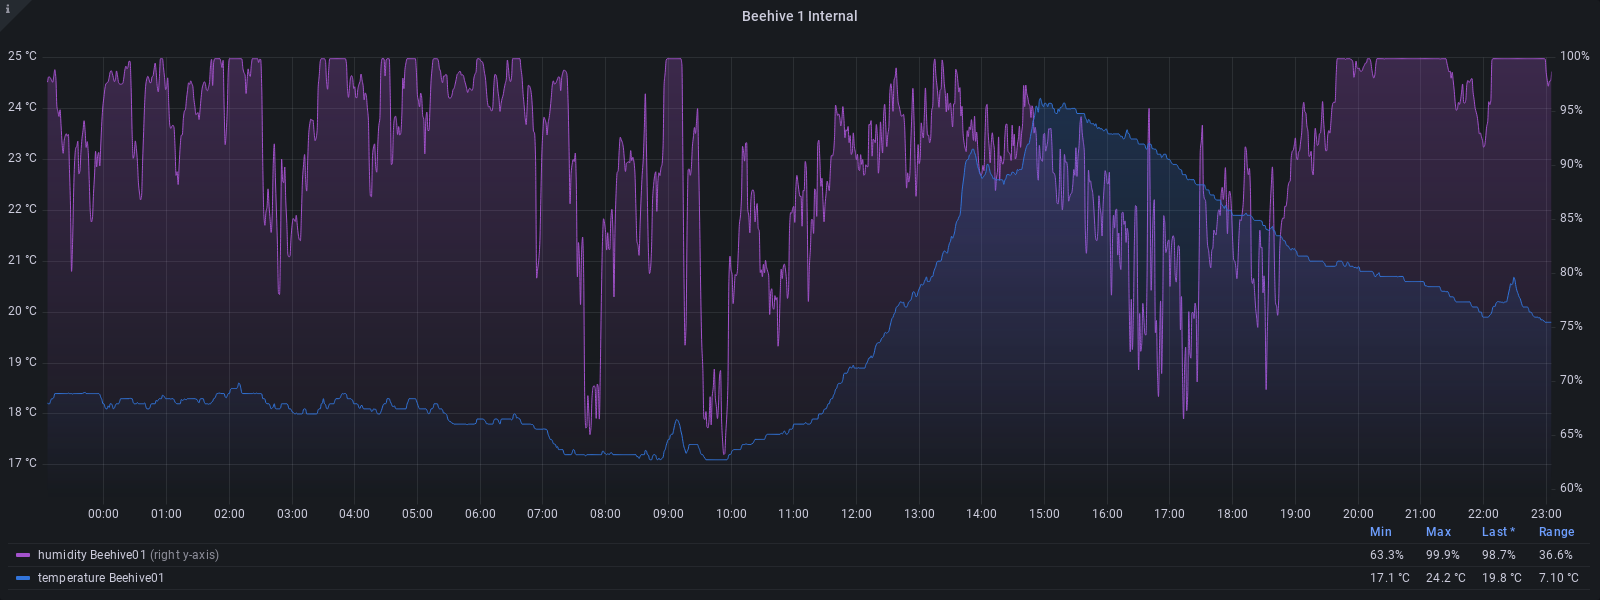 i
Beehive 1 Internal
25 °C 100%
24 °C 95%
23 °C 90%
22 °C 85%
21 °C 80%
20 °C 75%
19 °C 70%
18 °C 65%
17 °C 60%
00:00 01:00 02:00 03:00 04:00 05:00 06:00 07:00 08:00 09:00 10:00 11:00 12:00 13:00 14:00 15:00 16:00 17:00 18:00 19:00 20:00 21:00 22:00 23:00
Min Max Last * Range
humidity Beehive01 (right y-axis) 63.3% 99.9% 98.7% 36.6%
temperature Beehive01 17.1 °C 24.2 °C 19.8 °C 7.10 °C